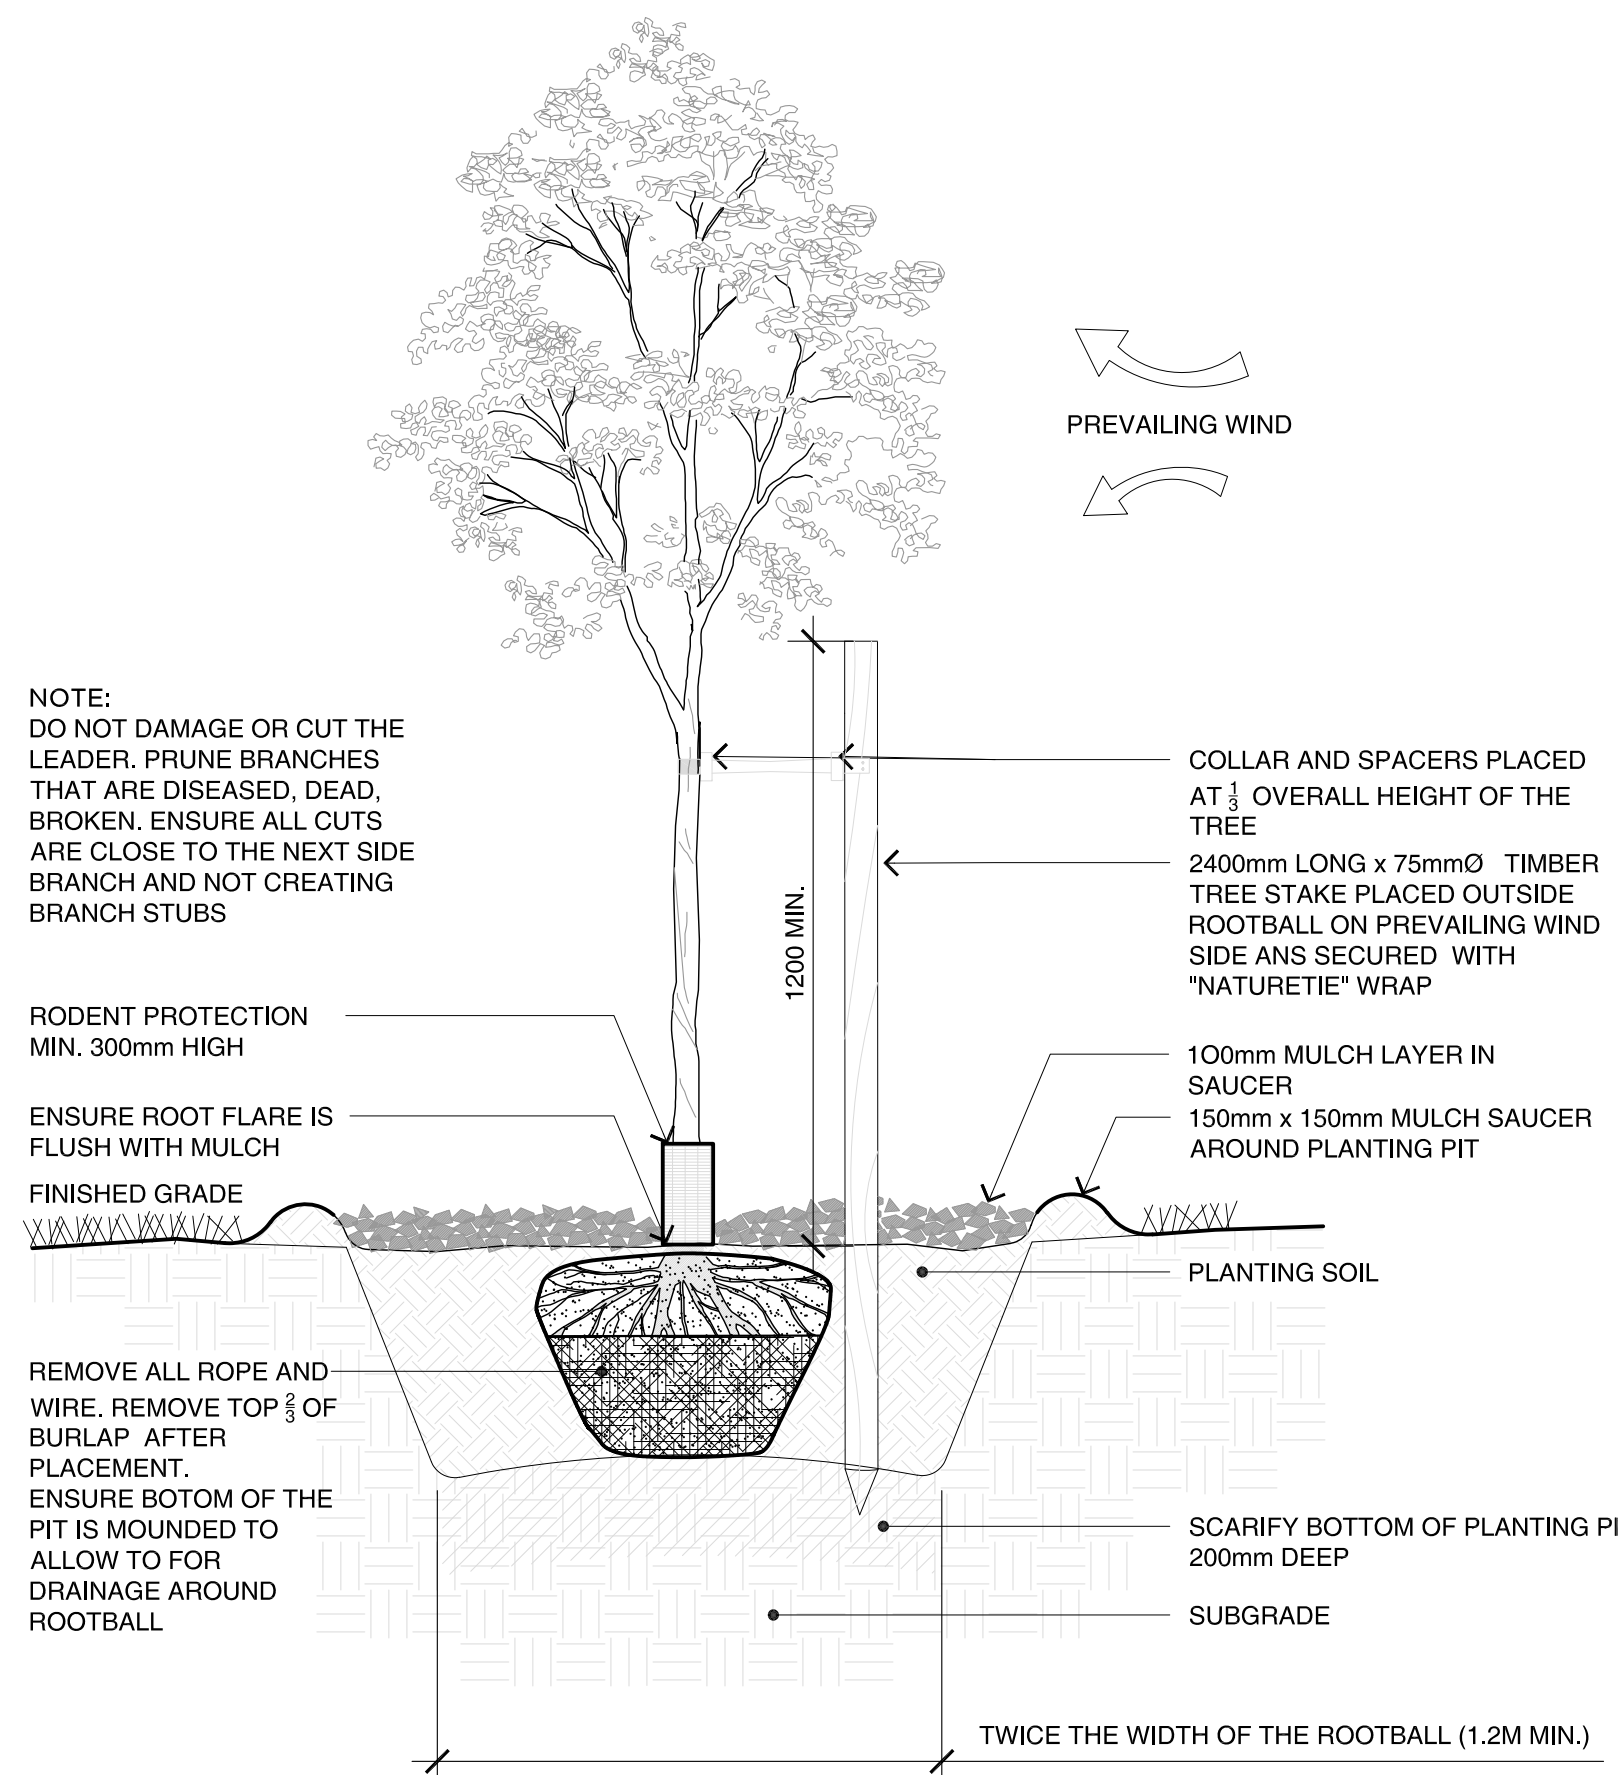 PREVAILING WIND
NOTE:
DO NOT DAMAGE OR CUT THE
LEADER. PRUNE BRANCHES
THAT ARE DISEASED, DEAD,
BROKEN. ENSURE ALL CUTS
ARE CLOSE TO THE NEXT SIDE
BRANCH AND NOT CREATING
BRANCH STUBS
RODENT PROTECTION
MIN. 300mm HIGH
ENSURE ROOT FLARE IS
FLUSH WITH MULCH
FINISHED GRADE
REMOVE ALL ROPE AND
WIRE. REMOVE TOP 2/3 OF
BURLAP AFTER
PLACEMENT.
ENSURE BOTOM OF THE
PIT IS MOUNDED TO
ALLOW TO FOR
DRAINAGE AROUND
ROOTBALL
1200 MIN.
COLLAR AND SPACERS PLACED
AT 1/3 OVERALL HEIGHT OF THE
TREE
2400mm LONG x 75mmØ TIMBER
TREE STAKE PLACED OUTSIDE
ROOTBALL ON PREVAILING WIND
SIDE ANS SECURED WITH
"NATURETIE" WRAP
100mm MULCH LAYER IN
SAUCER
150mm x 150mm MULCH SAUCER
AROUND PLANTING PIT
PLANTING SOIL
SCARIFY BOTTOM OF PLANTING PI
200mm DEEP
SUBGRADE
TWICE THE WIDTH OF THE ROOTBALL (1.2M MIN.)